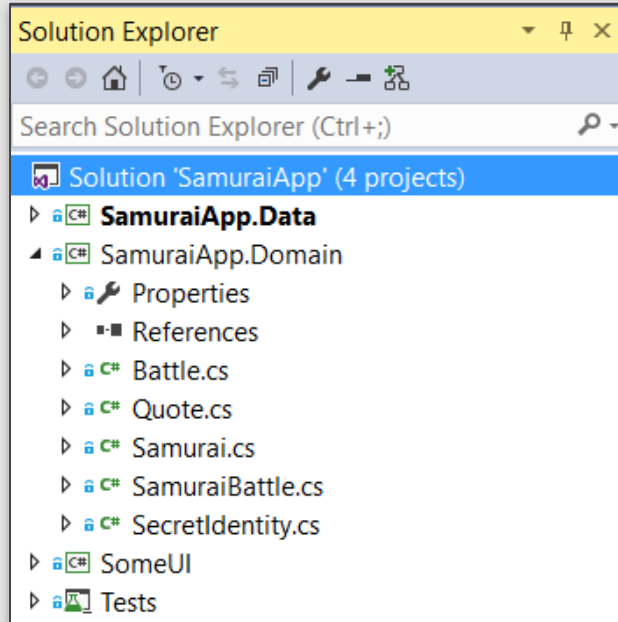 Solution Explorer
Search Solution Explorer (Ctrl+;)
Solution 'SamuraiApp' (4 projects)
C# SamuraiApp.Data
C# SamuraiApp.Domain
Properties
References
C# Battle.cs
C# Quote.cs
C# Samurai.cs
C# SamuraiBattle.cs
C# SecretIdentity.cs
C# SomeUI
Tests